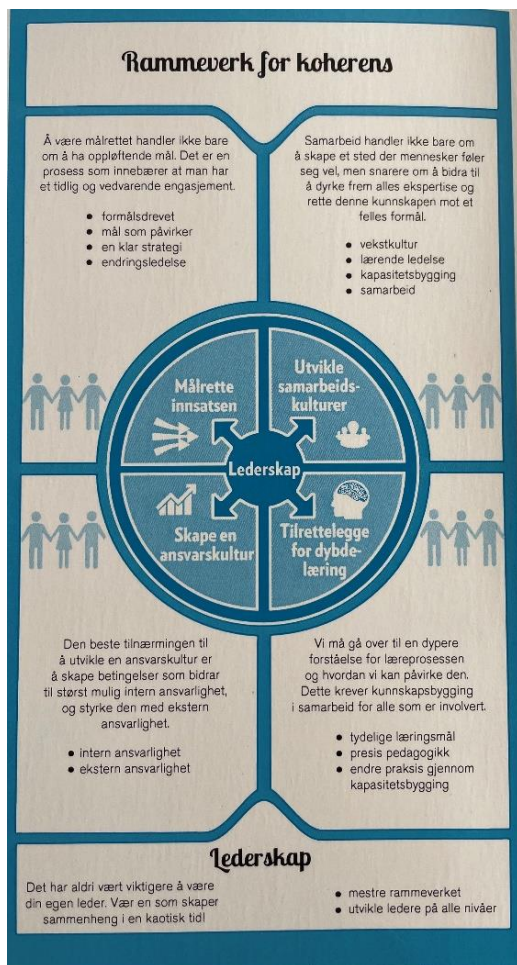 Rammeverk for koherens
Å være målrettet handler ikke bare
om å ha oppløftende mål. Det er en
prosess som innebærer at man har
et tidlig og vedvarende engasjement.
• formålsdrevet
• mål som påvirker
• en klar strategi
• endringsledelse
Samarbeid handler ikke bare om
å skape et sted der mennesker føler
seg vel, men snarere om å bidra til
å dyrke frem alles ekspertise og
rette denne kunnskapen mot et
felles formål.
• vekstkultur
• lærende ledelse
• kapasitetsbygging
• samarbeid
Målrette
innsatsen
Utvikle
samarbeids-
kulturer
Lederskap
Skape en
ansvarskultur
Tilrettelegge
for dybde-
læring
Den beste tilnærmingen til
å utvikle en ansvarskultur er
å skape betingelser som bidrar
til størst mulig intern ansvarlighet,
og styrke den med ekstern
ansvarlighet.
• intern ansvarlighet
• ekstern ansvarlighet
Vi må gå over til en dypere
forståelse for læreprosessen
og hvordan vi kan påvirke den.
Dette krever kunnskapsbygging
i samarbeid for alle som er involvert.
• tydelige læringsmål
• presis pedagogikk
• endre praksis gjennom
kapasitetsbygging
Lederskap
Det har aldri vært viktigere å være
din egen leder. Vær en som skaper
sammenheng i en kaotisk tid!
• mestre rammeverket
• utvikle ledere på alle nivåer